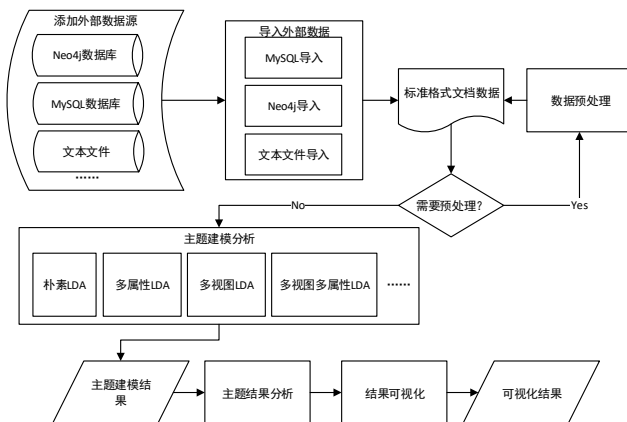 添加外部数据源
Neo4j数据库
MySQL数据库
文本文件
……
导入外部数据
MySQL导入
Neo4j导入
文本文件导入
标准格式文档数据
数据预处理
需要预处理?
No
Yes
主题建模分析
朴素LDA
多属性LDA
多视图LDA
多视图多属性LDA
……
主题建模结
果
主题结果分析
结果可视化
可视化结果